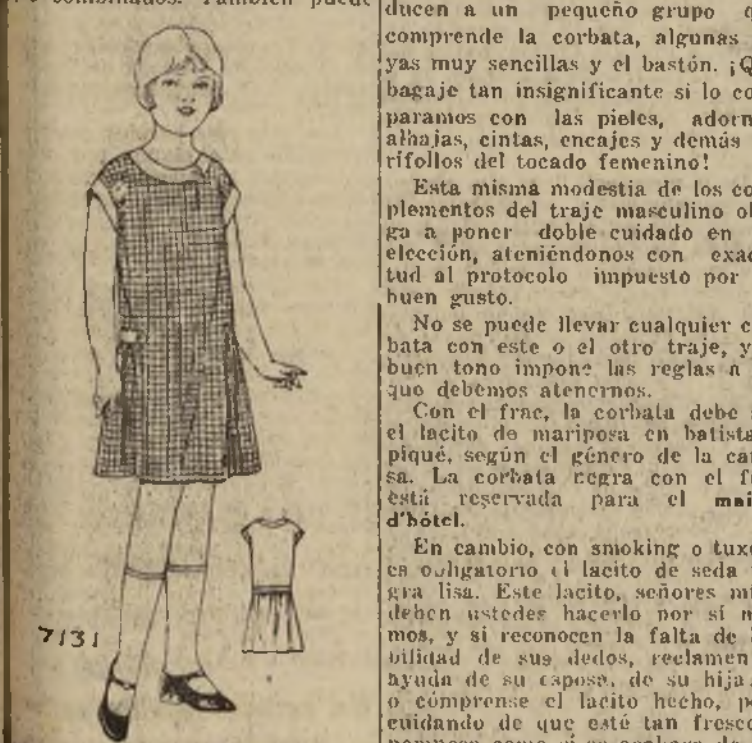 combinados. También puede
7131
ducen a un pequeño grupo q
comprende la corbata, algunas
yas muy sencillas y el bastón. ¡Q
bagaje tan insignificante si lo co
paramos con las pieles, adorn
alhajas, cintas, encajes y demás
rifollos del tocado femenino!
Esta misma modestia de los co
plementos del traje masculino ob
ga a poner doble cuidado en
elección, ateniéndonos con exac
tud al protocolo impuesto por
buen gusto.
No se puede llevar cualquier c
bata con este o el otro traje, y
buen tono impone las reglas a
que debemos atenernos.
Con el frac, la corbata debe
el lacito de mariposa en batista
piqué, según el género de la ca
sa. La corbata negra con el f
está reservada para el mai
d'hôtel.
En cambio, con smoking o tuxe
es obligatorio el lacito de seda
gra lisa. Este lacito, señores m
deben ustedes hacerlo por sí m
mos, y si reconocen la falta de
bilidad de sus dedos, reclamen
ayuda de su esposa, de su hija
o cómprense el lacito hecho, p
cuidando de que esté tan fresco